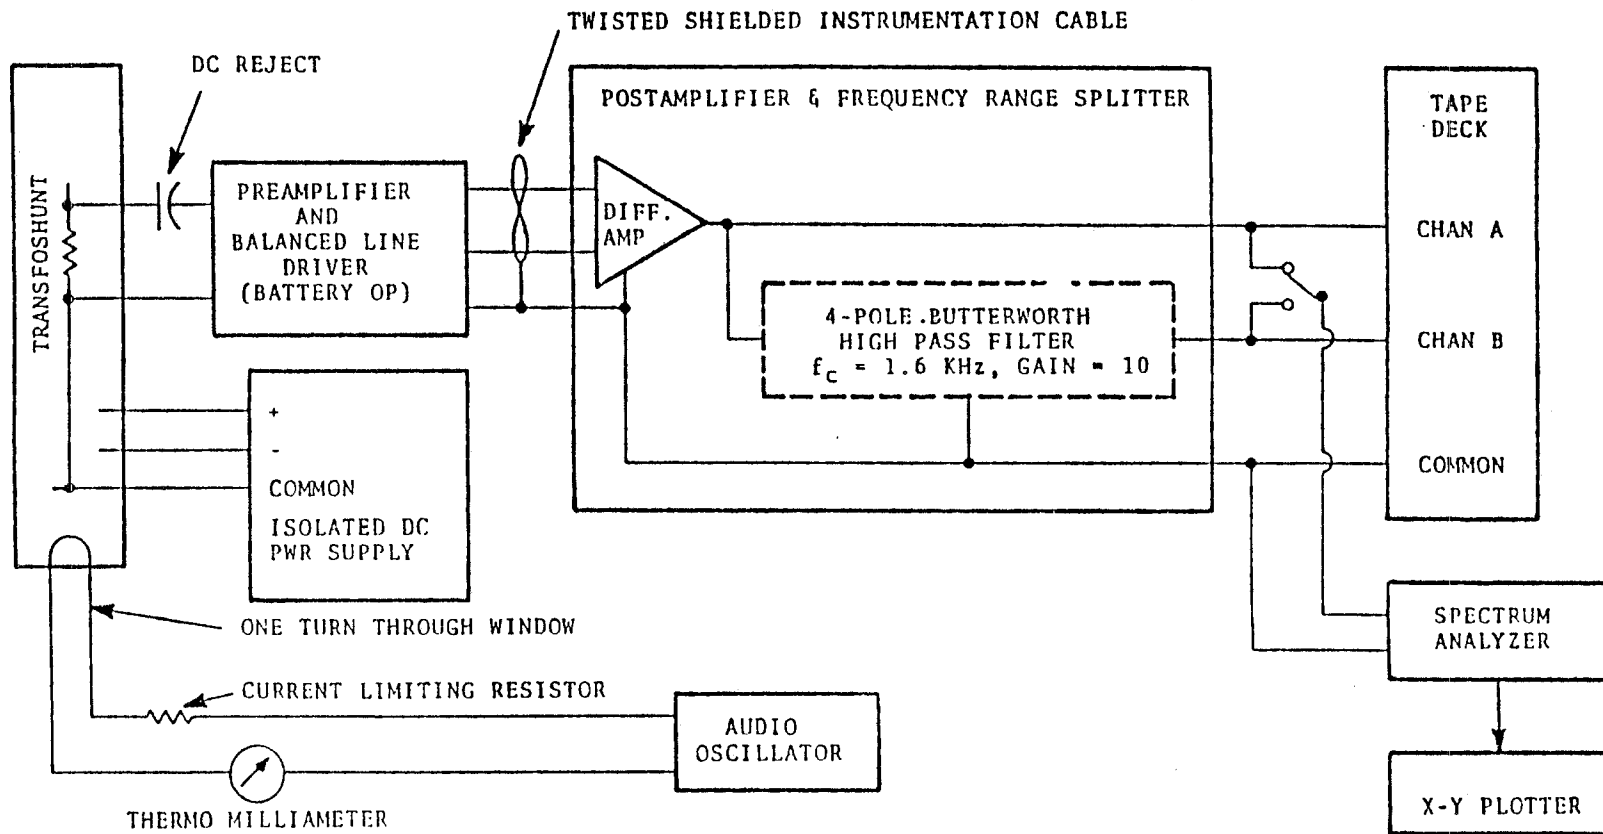 TWISTED SHIELDED INSTRUMENTATION CABLE
DC REJECT
TRANSFOSHUNT
PREAMPLIFIER
AND
BALANCED LINE
DRIVER
(BATTERY OP)
POSTAMPLIFIER & FREQUENCY RANGE SPLITTER
DIFF.
AMP
4-POLE.BUTTERWORTH
HIGH PASS FILTER
fc = 1.6 KHz, GAIN = 10
TAPE
DECK
CHAN A
CHAN B
COMMON
+
-
COMMON
ISOLATED DC
PWR SUPPLY
ONE TURN THROUGH WINDOW
CURRENT LIMITING RESISTOR
AUDIO
OSCILLATOR
THERMO MILLIAMETER
SPECTRUM
ANALYZER
X-Y PLOTTER